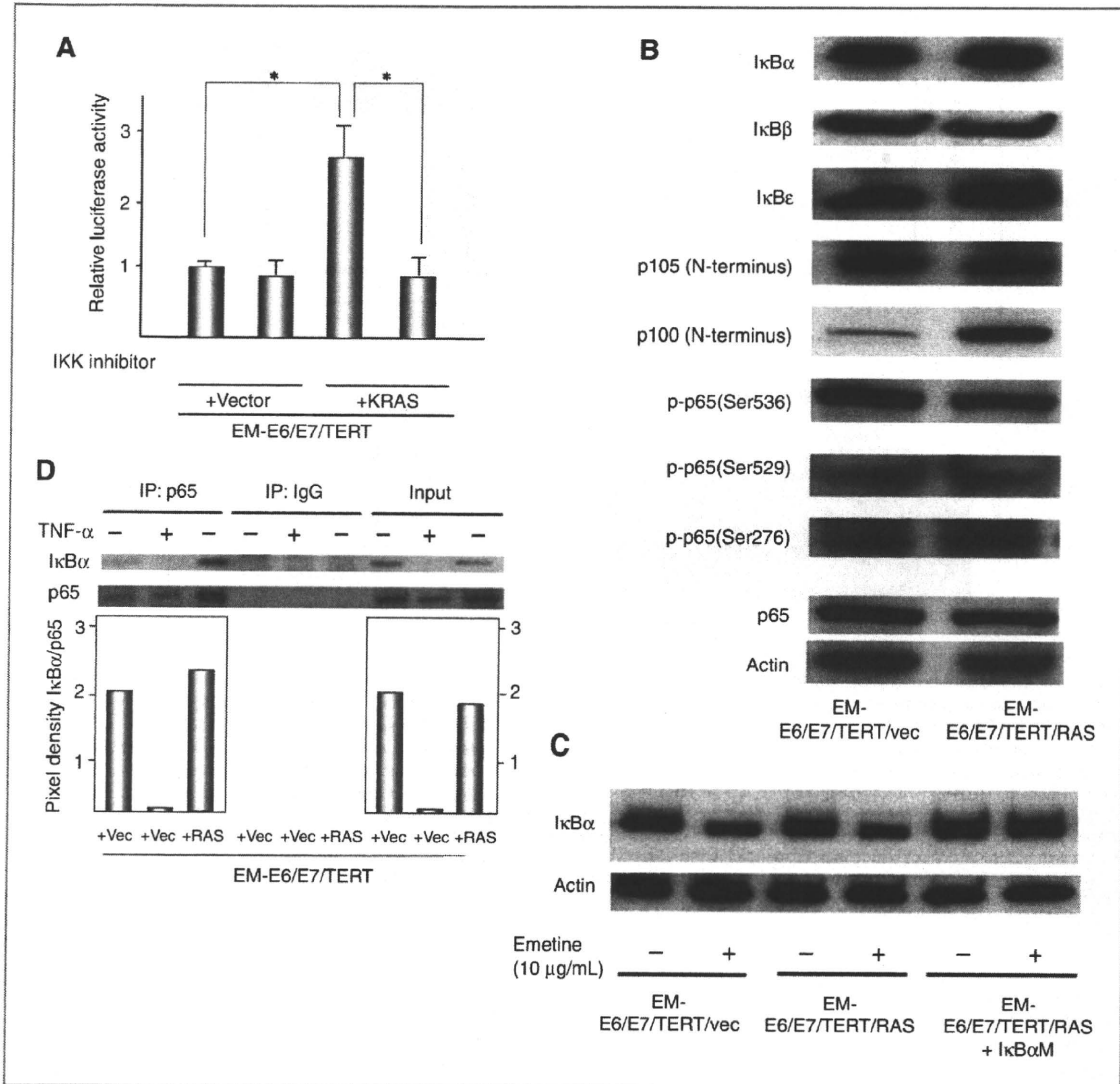 A
*
*
Relative luciferase activity
3
2
1
IKK inhibitor
+Vector
+KRAS
EM-E6/E7/TERT
B
IκBα
IκBβ
IκBε
p105 (N-terminus)
p100 (N-terminus)
p-p65(Ser536)
p-p65(Ser529)
p-p65(Ser276)
p65
Actin
EM-
E6/E7/TERT/vec
EM-
E6/E7/TERT/RAS
D
IP: p65
IP: IgG
Input
TNF-α
– + – – + – – + –
IκBα
p65
Pixel density IκBα/p65
3
2
1
3
2
1
+Vec +Vec +RAS
+Vec +Vec +RAS
+Vec +Vec +RAS
EM-E6/E7/TERT
C
IκBα
Actin
Emetine
(10 μg/mL)
– + – + – +
EM-
E6/E7/TERT/vec
EM-
E6/E7/TERT/RAS
EM-
E6/E7/TERT/RAS
+ IκBαM